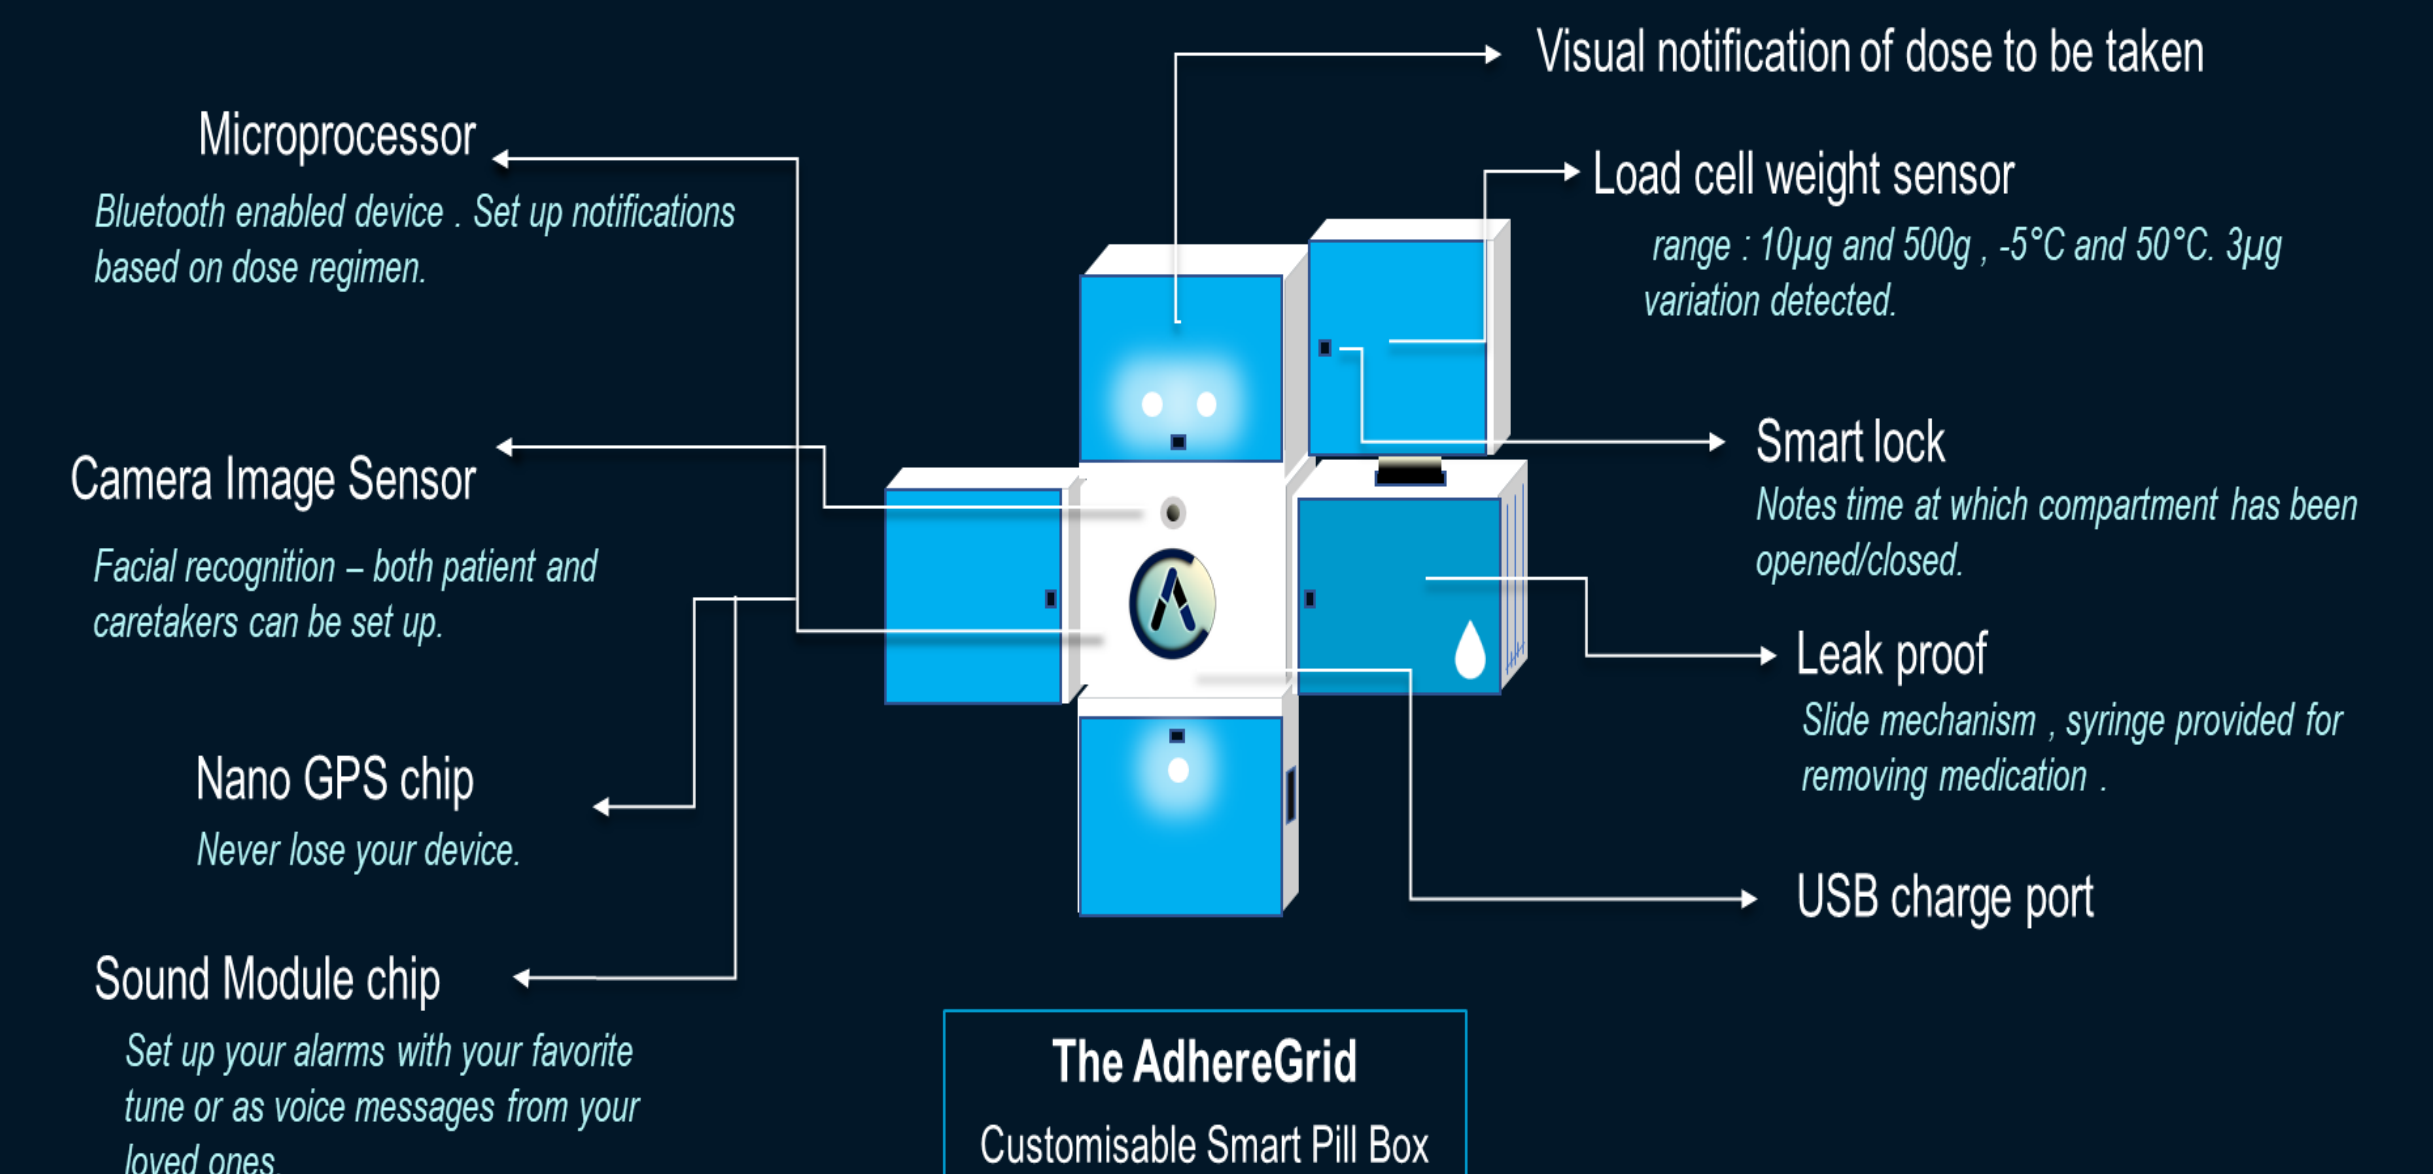 Visual notification of dose to be taken
Microprocessor
Bluetooth enabled device . Set up notifications
based on dose regimen.
Load cell weight sensor
range : 10µg and 500g , -5°C and 50°C. 3µg
variation detected.
Camera Image Sensor
Facial recognition – both patient and
caretakers can be set up.
Smart lock
Notes time at which compartment has been
opened/closed.
Leak proof
Slide mechanism , syringe provided for
removing medication .
Nano GPS chip
Never lose your device.
USB charge port
Sound Module chip
Set up your alarms with your favorite
tune or as voice messages from your
loved ones
The AdhereGrid
Customisable Smart Pill Box